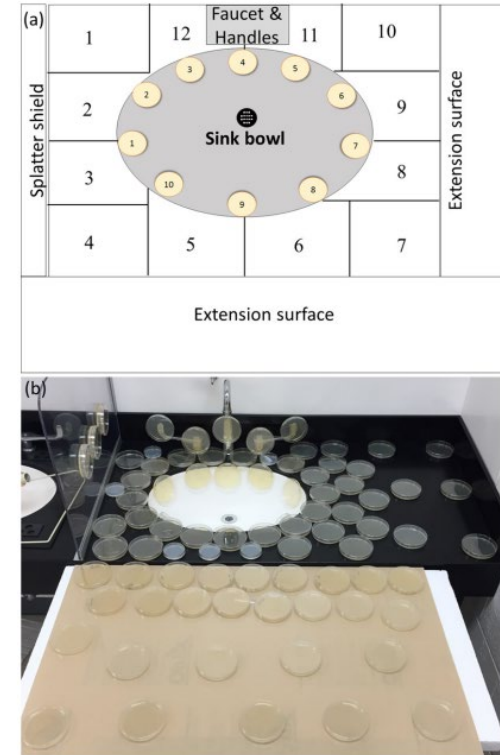 (a)
Faucet &
Handles
1
12
11
10
3
4
5
2
6
2
9
Splatter shield
Sink bowl
Extension surface
1
7
3
8
10
8
9
4
5
6
7
Extension surface
(b)